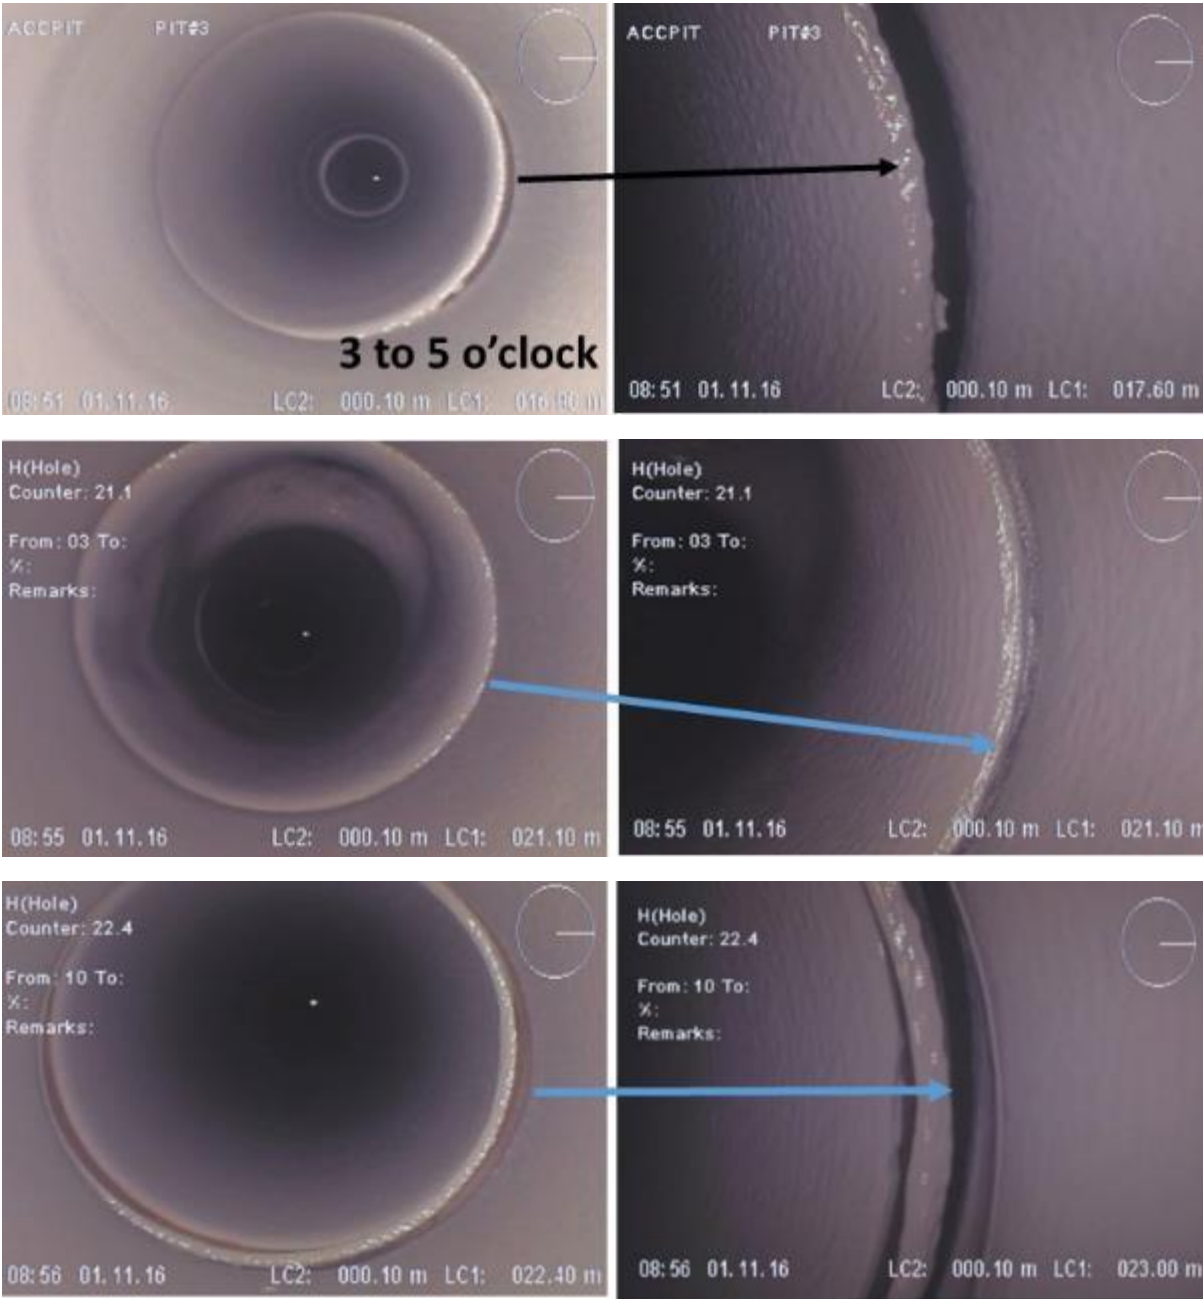 ACCPIT PIT#3
3 to 5 o’clock
08:51 01.11.16 LC2: 000.10 m LC1: m
ACCPIT PIT#3
08:51 01.11.16 LC2: 000.10 m LC1: 017.60 m
H(Hole)
Counter: 21.1
From: 03 To:
%:
Remarks:
08:55 01.11.16 LC2: 000.10 m LC1: 021.10 m
H(Hole)
Counter: 21.1
From: 03 To:
%:
Remarks:
08:55 01.11.16 LC2: 000.10 m LC1: 021.10 m
H(Hole)
Counter: 22.4
From: 10 To:
%:
Remarks:
08:56 01.11.16 LC2: 000.10 m LC1: 022.40 m
H(Hole)
Counter: 22.4
From: 10 To:
%:
Remarks:
08:56 01.11.16 LC2: 000.10 m LC1: 023.00 m